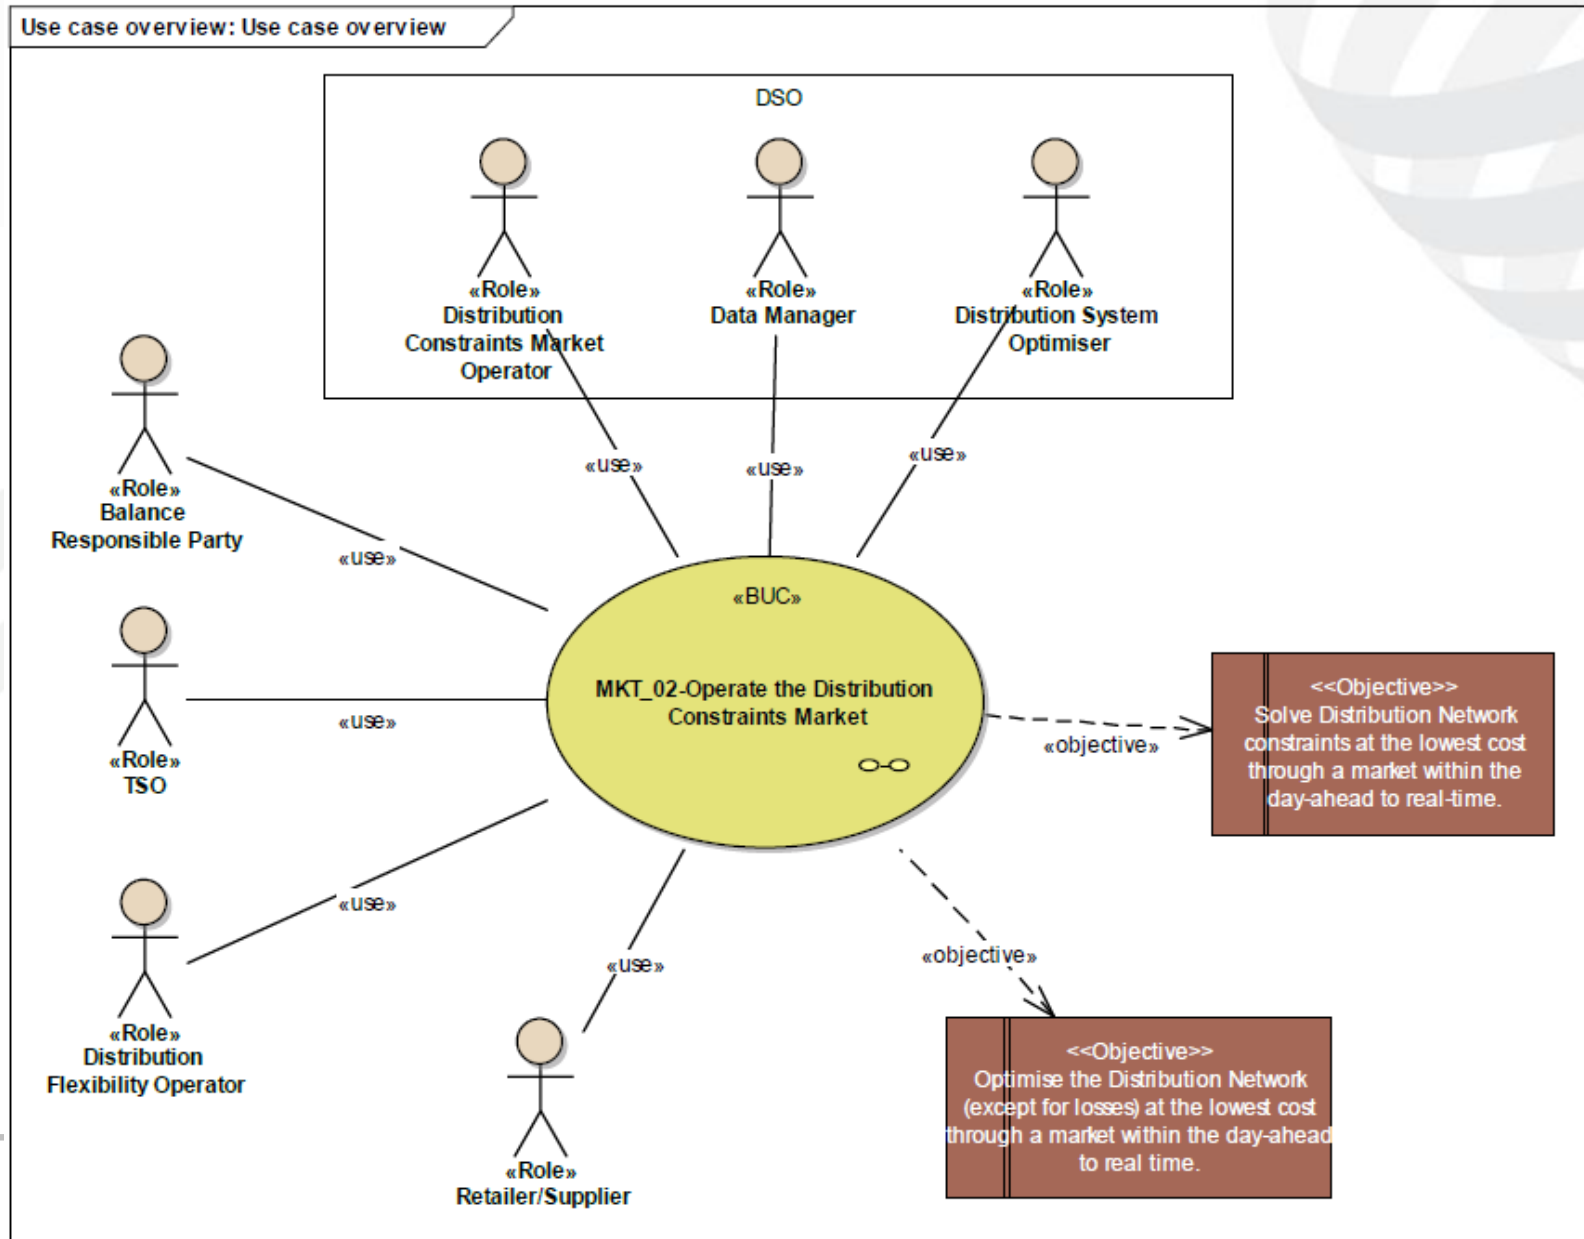 Use case overview: Use case overview
DSO
«Role»
Distribution
Constraints Market
Operator
«Role»
Data Manager
«Role»
Distribution System
Optimiser
«use»
«use»
«use»
«Role»
Balance
Responsible Party
«use»
«Role»
TSO
«use»
«Role»
Distribution
Flexibility Operator
«use»
«Role»
Retailer/Supplier
«use»
«BUC»
MKT_02-Operate the Distribution
Constraints Market
«objective»
<<Objective>>
Solve Distribution Network
constraints at the lowest cost
through a market within the
day-ahead to real-time.
«objective»
<<Objective>>
Optimise the Distribution Network
(except for losses) at the lowest cost
through a market within the day-ahead
to real time.